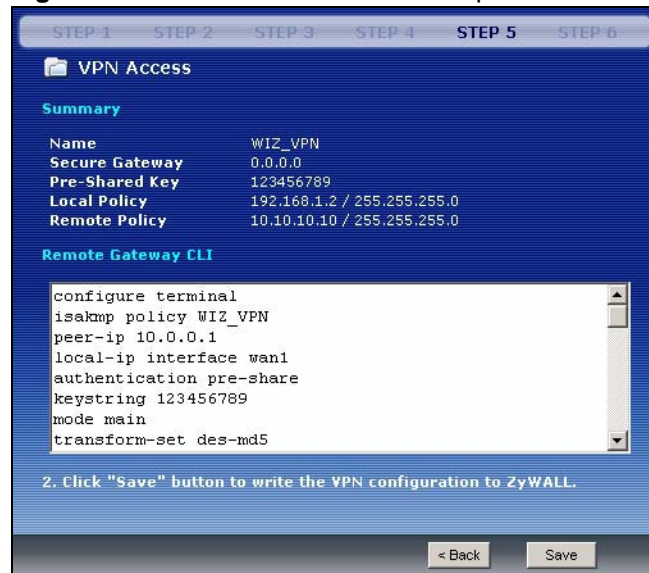 STEP 1 STEP 2 STEP 3 STEP 4 STEP 5 STEP 6
VPN Access
Summary
Name WIZ_VPN
Secure Gateway 0.0.0.0
Pre-Shared Key 123456789
Local Policy 192.168.1.2 / 255.255.255.0
Remote Policy 10.10.10.10 / 255.255.255.0
Remote Gateway CLI
configure terminal
isakmp policy WIZ_VPN
peer-ip 10.0.0.1
local-ip interface wan1
authentication pre-share
keystring 123456789
mode main
transform-set des-md5
2. Click "Save" button to write the VPN configuration to ZyWALL.
< Back Save